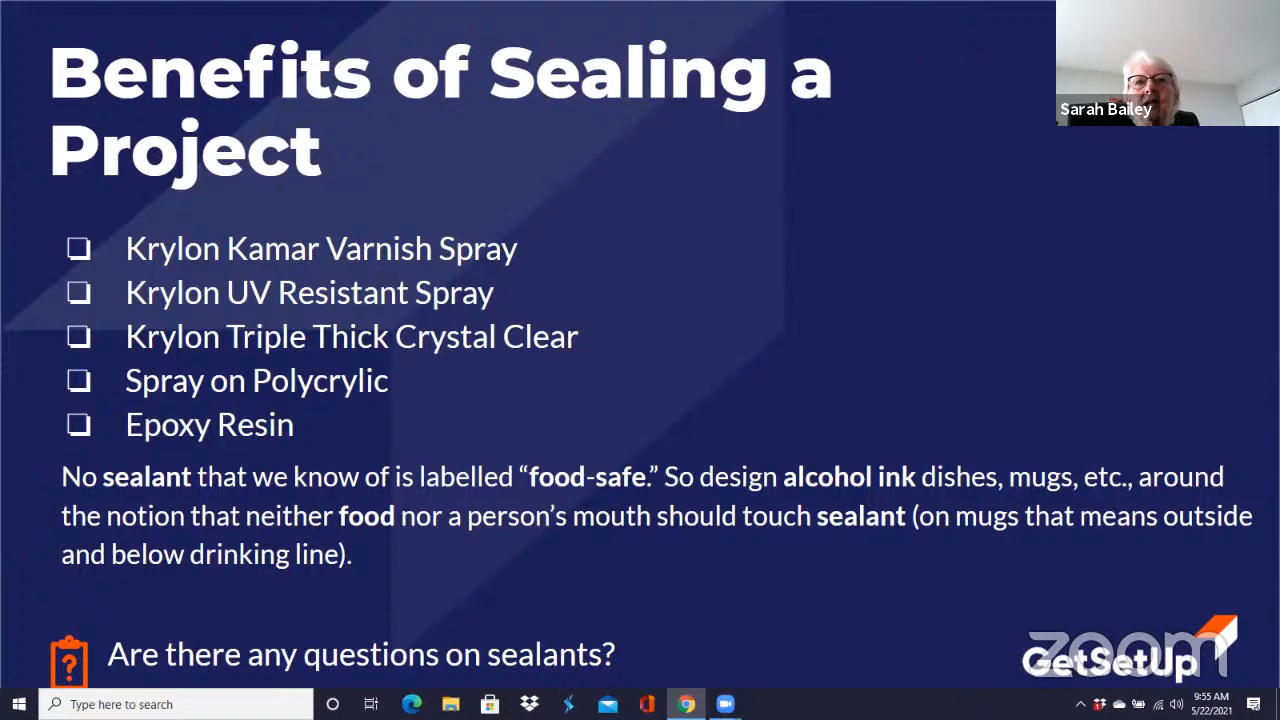 Benefits of Sealing a
Project
Sarah Bailey
Krylon Kamar Varnish Spray
Krylon UV Resistant Spray
Krylon Triple Thick Crystal Clear
Spray on Polycrylic
Epoxy Resin
No sealant that we know of is labelled “food-safe.” So design alcohol ink dishes, mugs, etc., around
the notion that neither food nor a person’s mouth should touch sealant (on mugs that means outside
and below drinking line).
?
Are there any questions on sealants?
zoom
GetSetUp
Type here to search
9:55 AM
5/22/2021